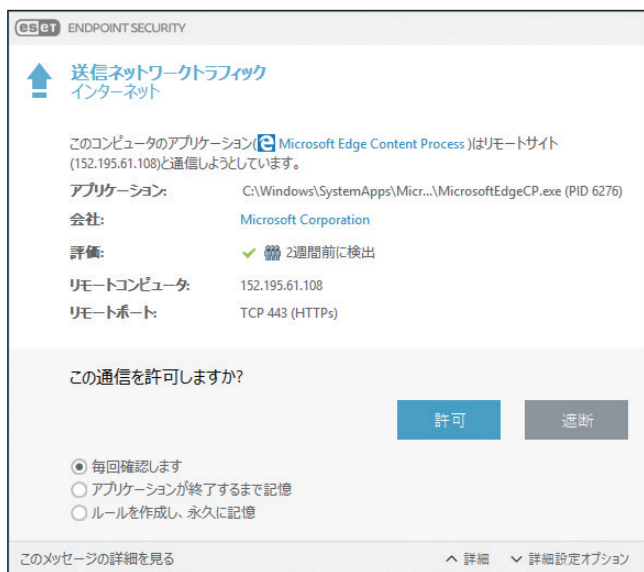 eset ENDPOINT SECURITY
送信ネットワークトラフィック
インターネット
このコンピュータのアプリケーション( Microsoft Edge Content Process )はリモートサイト
(152.195.61.108)と通信しようとしています。
アプリケーション: C:\Windows\SystemApps\Micr...\MicrosoftEdgeCP.exe (PID 6276)
会社: Microsoft Corporation
評価: 2週間前に検出
リモートコンピュータ: 152.195.61.108
リモートポート: TCP 443 (HTTPs)
この通信を許可しますか?
許可 遮断
毎回確認します
アプリケーションが終了するまで記憶
ルールを作成し、永久に記憶
このメッセージの詳細を見る 詳細 詳細設定オプション